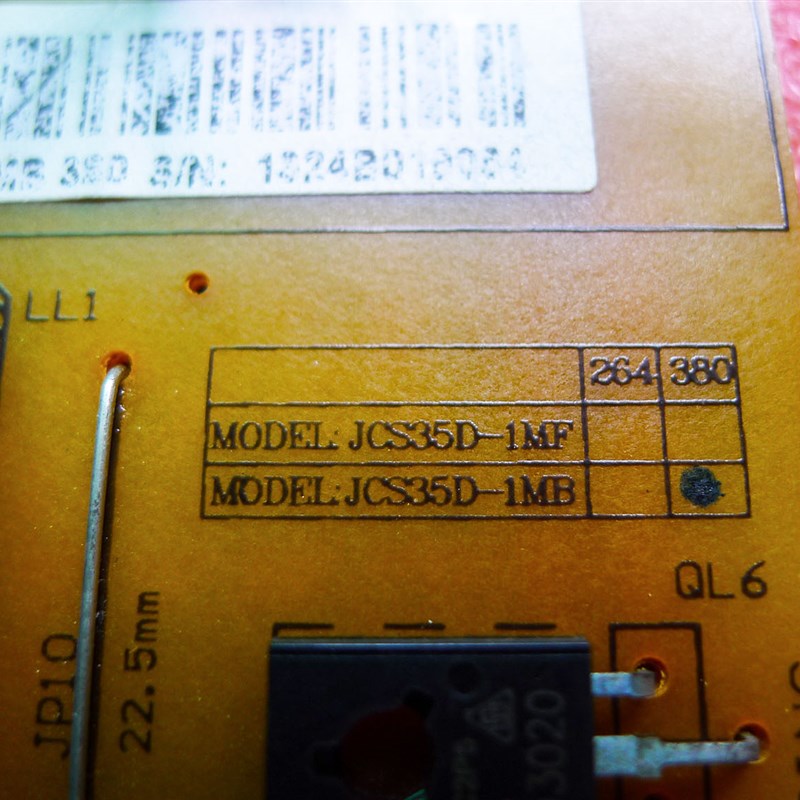 380 S/N:
LL1
264 380
MODEL: JCS35D-1MF
MODEL: JCS35D-1MB
QL6
JP10
22.5mm
3020